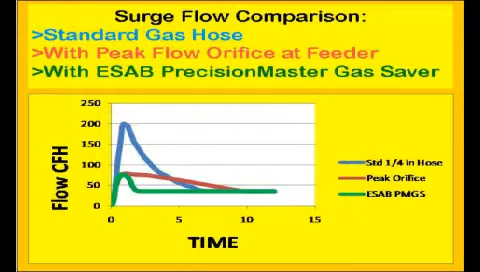 Surge Flow Comparison:
>Standard Gas Hose
>With Peak Flow Orifice at Feeder
>With ESAB PrecisionMaster Gas Saver
Flow CFH
250
200
150
100
50
0
0 5 10 15
TIME
Std 1/4 in Hose
Peak Orifice
ESAB PMGS